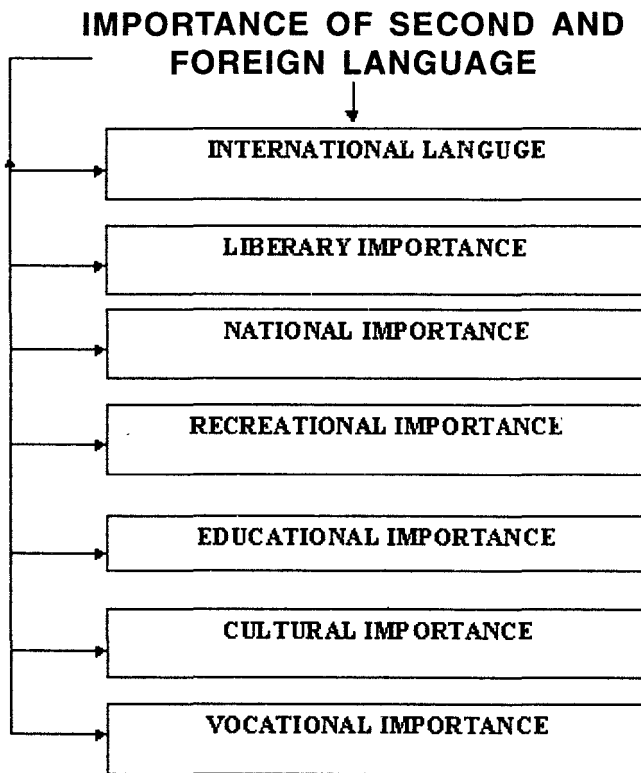 IMPORTANCE OF SECOND AND
FOREIGN LANGUAGE
INTERNATIONAL LANGUGE
LIBERARY IMPORTANCE
NATIONAL IMPORTANCE
RECREATIONAL IMPORTANCE
EDUCATIONAL IMPORTANCE
CULTURAL IMPORTANCE
VOCATIONAL IMPORTANCE